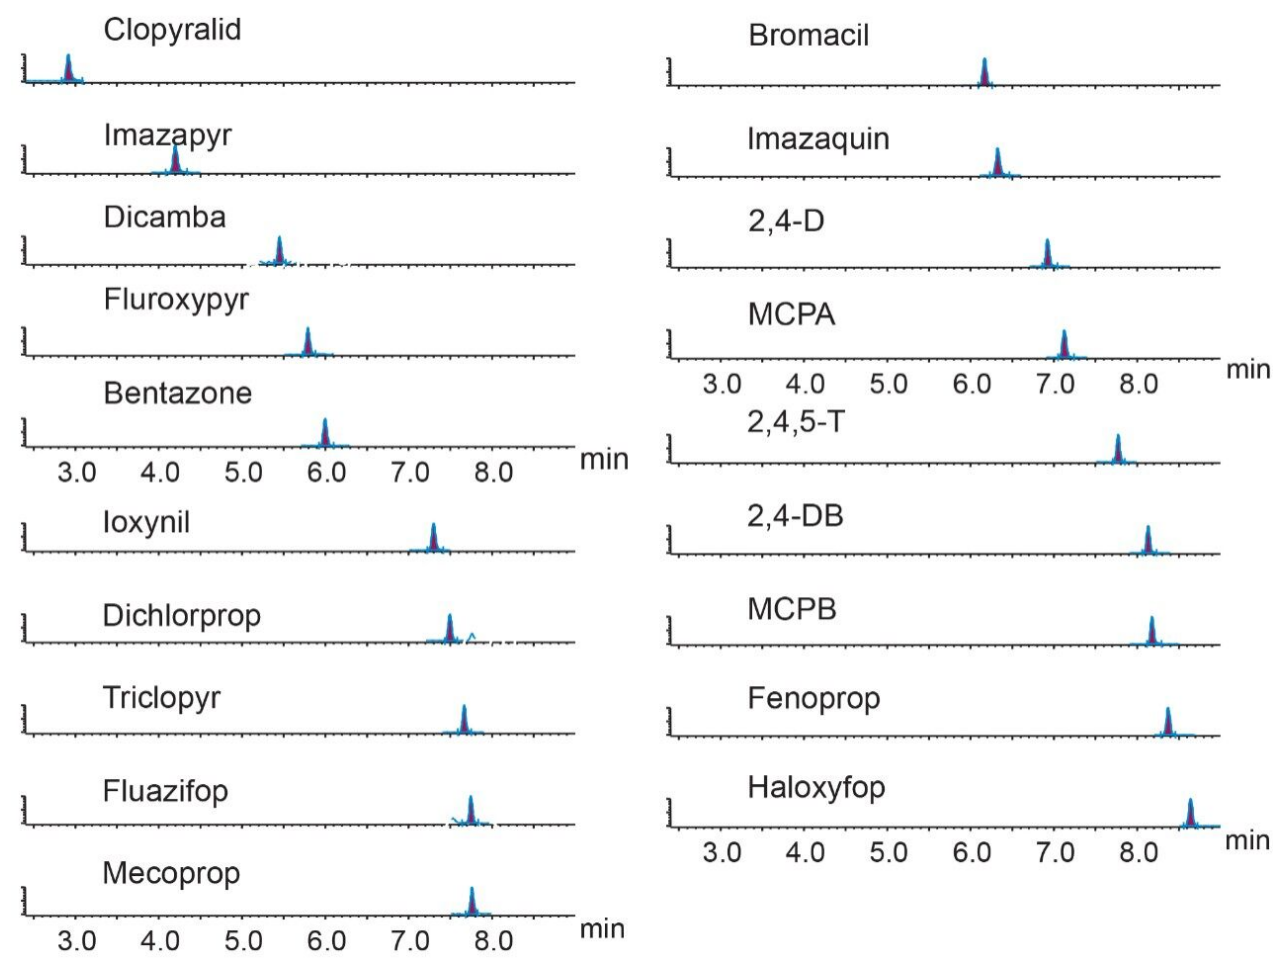 Clopyralid
Imazapyr
Dicamba
Fluroxypyr
Bentazone
3.0 4.0 5.0 6.0 7.0 8.0 min
Ioxynil
Dichlorprop
Triclopyr
Fluazifop
Mecoprop
3.0 4.0 5.0 6.0 7.0 8.0 min
Bromacil
Imazaquin
2,4-D
MCPA
3.0 4.0 5.0 6.0 7.0 8.0 min
2,4,5-T
2,4-DB
MCPB
Fenoprop
Haloxyfop
3.0 4.0 5.0 6.0 7.0 8.0 min